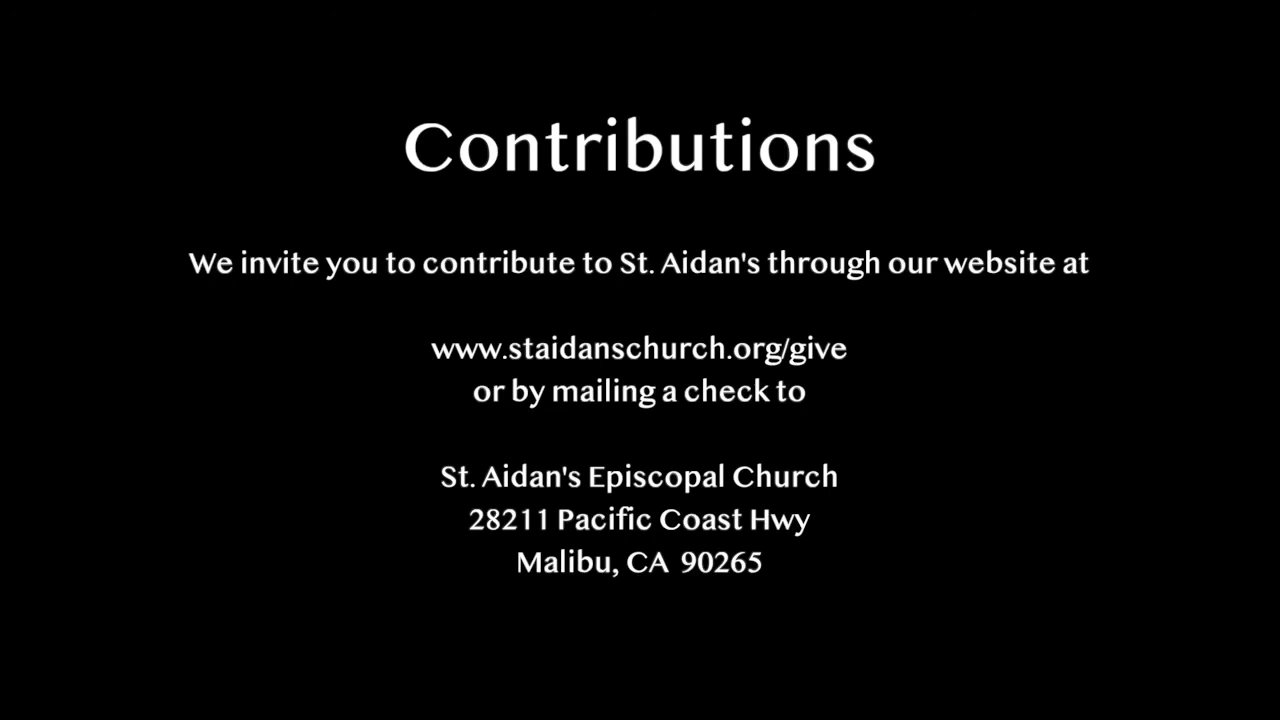 Contributions
We invite you to contribute to St. Aidan's through our website at
www.staidanschurch.org/give
or by mailing a check to
St. Aidan's Episcopal Church
28211 Pacific Coast Hwy
Malibu, CA  90265